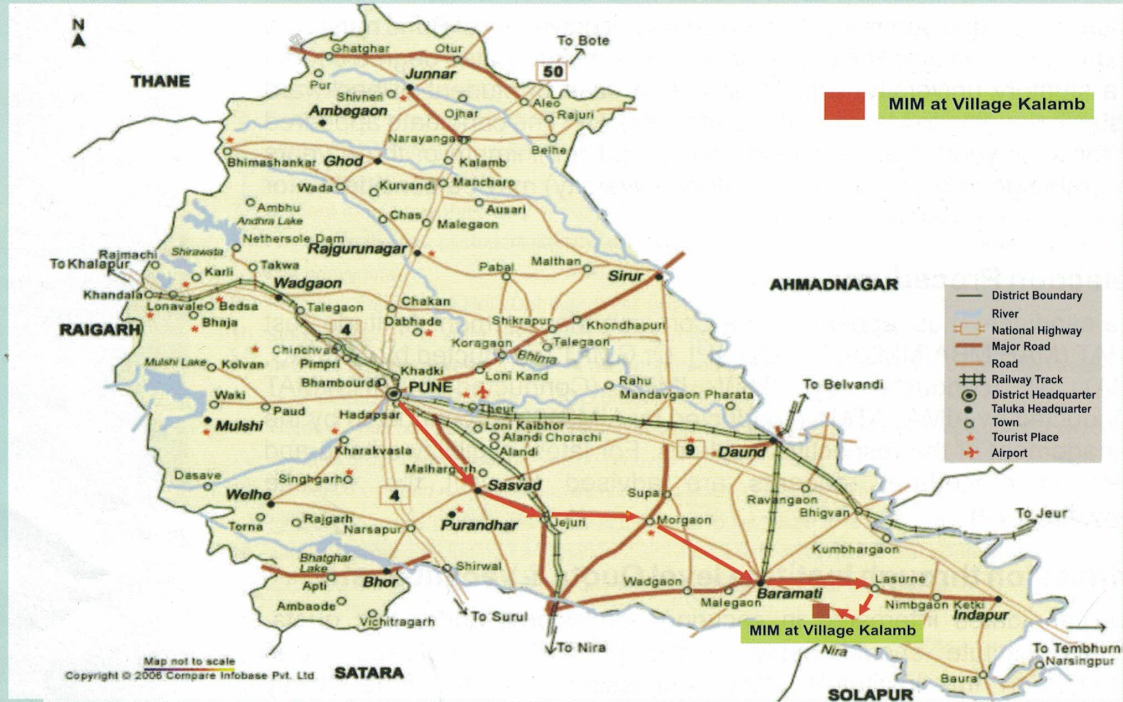 N
THANE
To Bote
50
MIM at Village Kalamb
Ghatghar
Otur
Pur
Junnar
Shivneri
Ambegaon
Ojhar
Aleo
Rajuri
Narayangaon
Belhe
Bhimashankar
Ghod
Kalamb
Wada
Kurvandi
Mancharo
Ambhu
Ausari
Andhra Lake
Chas
Malegaon
Nethersole Dam
Shirawata
Rajgurunagar
Rajmachi
To Khalapur
Karli
Takwa
Pabal
Malthan
Sirur
AHMADNAGAR
Wadgaon
Khandala
Lonavale
Bedsa
Talegaon
Chakan
RAIGARH
Bhaja
4
Dabhade
Shikrapur
Khondhapuri
Chinchvad
Koragaon
Talegaon
Mulshi Lake
Kolvan
Pimpri
Bhima
Khadki
Loni Kand
Bhambourda
PUNE
Rahu
To Belvandi
Waki
Paud
Mandavgan Pharata
Hadapsar
Theur
Mulshi
Loni Kaibhor
Alandi Chorachi
Kharakvasla
Alandi
9
Daund
Dasave
Singhgarh
Malhargarh
Sasvad
Welhe
4
Supa
Ravangaon
Torna
Rajgarh
Purandhar
Jejuri
Morgaon
Bhigvan
To Jeur
Narsapur
Kumbhargaon
Bhatghar
Lake
Shirwal
Apti
Bhor
Wadgaon
Baramati
Lasurne
Ambaode
Malegaon
Nimbgaon Ketki
Indapur
Vichitragarh
To Surul
MIM at Village Kalamb
To Nira
Nira
To Tembhurni
Narsingpur
Baura
Map not to scale
Copyright © 2006 Compare Infobase Pvt. Ltd
SATARA
SOLAPUR
District Boundary
River
National Highway
Major Road
Road
Railway Track
District Headquarter
Taluka Headquarter
Town
Tourist Place
Airport